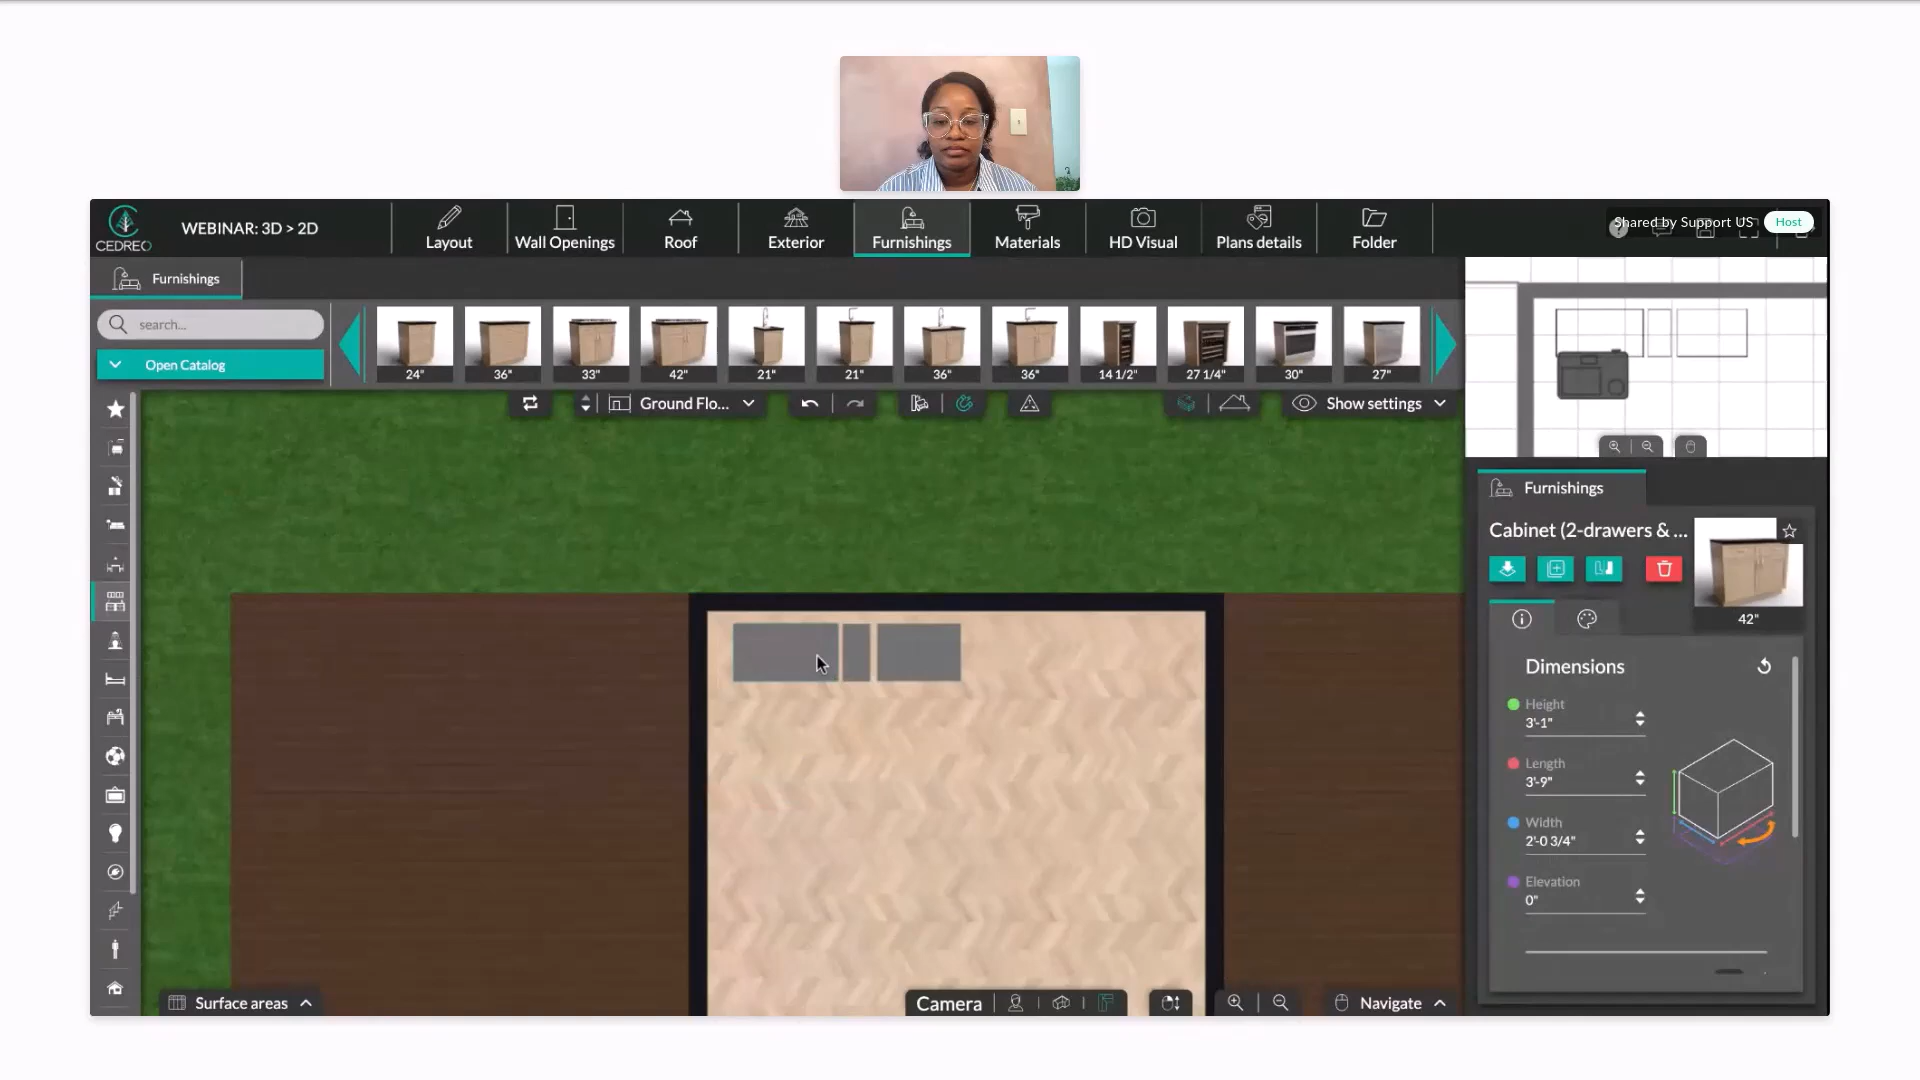 CEDREO
WEBINAR: 3D > 2D
Layout
Wall Openings
Roof
Exterior
Furnishings
Materials
HD Visual
Plans details
Folder
Shared by Support US
Host
Furnishings
search...
Open Catalog
24"
36"
33"
42"
21"
21"
36"
36"
14 1/2"
27 1/4"
30"
27"
Ground Flo...
Show settings
Furnishings
Cabinet (2-drawers & ...
42"
Dimensions
Height
3'-1"
Length
3'-9"
Width
2'-0 3/4"
Elevation
0"
Surface areas
Camera
Navigate